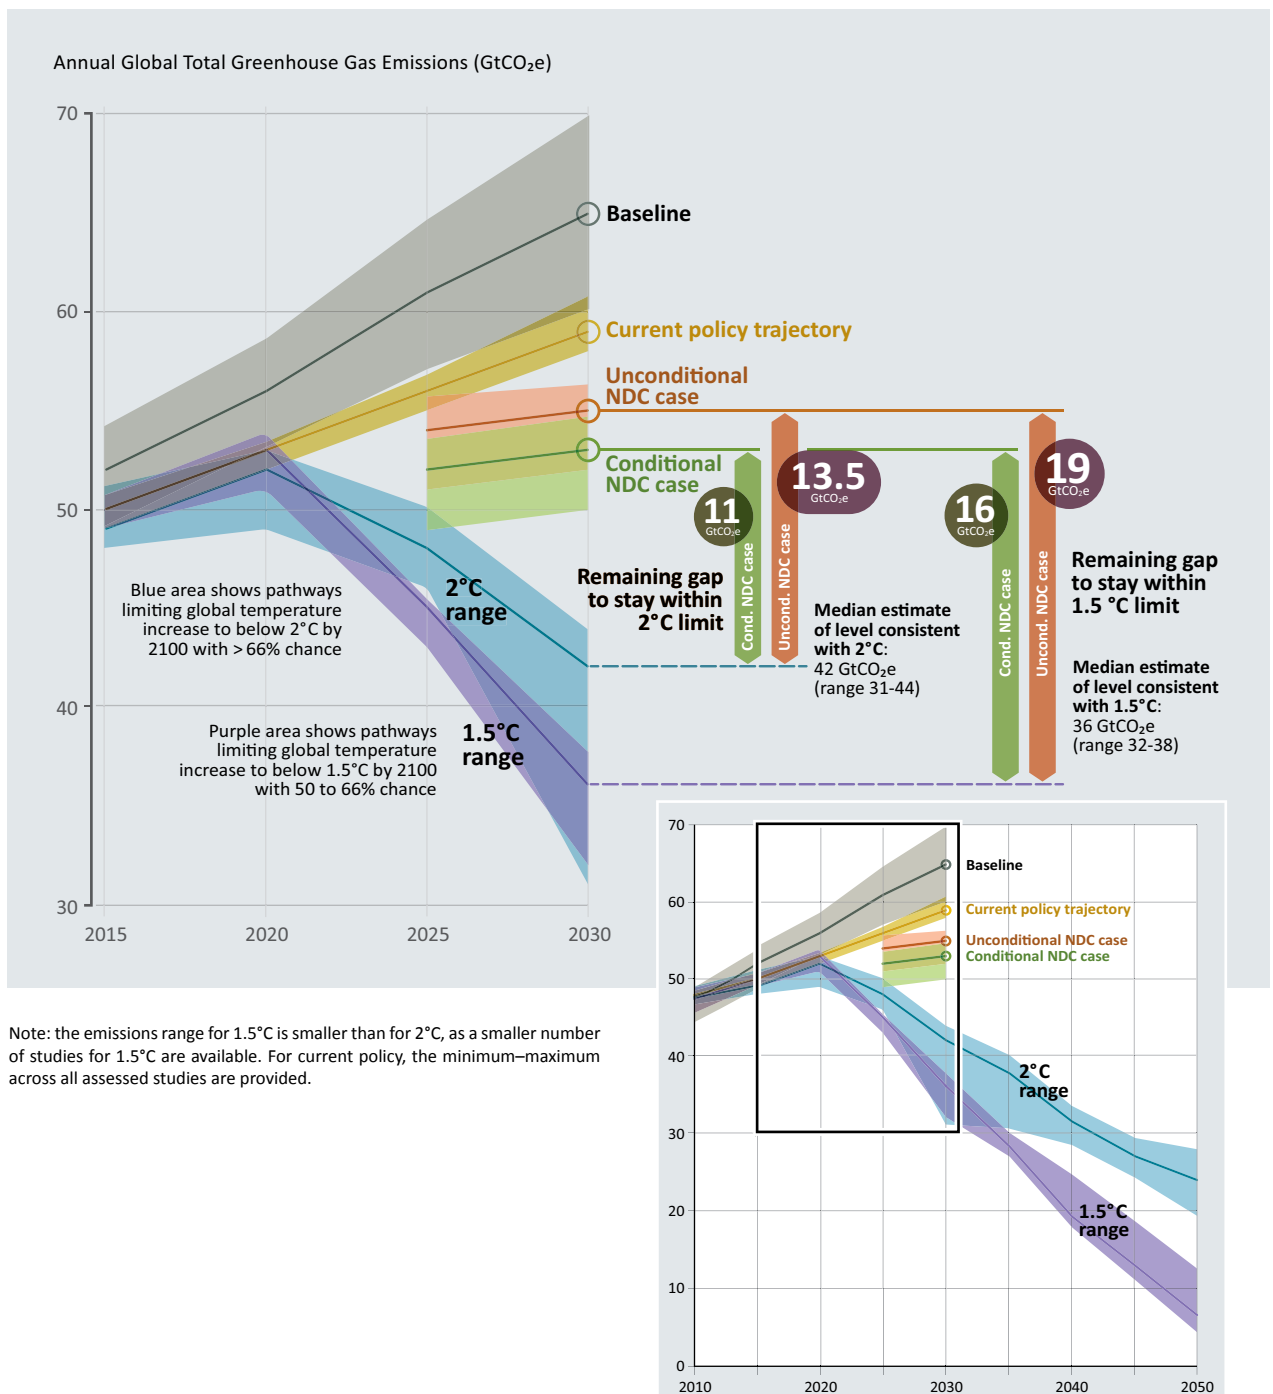 Annual Global Total Greenhouse Gas Emissions (GtCO₂e)
70
60
50
40
30
2015
2020
2025
2030
Baseline
Current policy trajectory
Unconditional
NDC case
Conditional
NDC case
2°C
range
1.5°C
range
Blue area shows pathways
limiting global temperature
increase to below 2°C by
2100 with > 66% chance
Purple area shows pathways
limiting global temperature
increase to below 1.5°C by 2100
with 50 to 66% chance
11
GtCO₂e
13.5
GtCO₂e
16
GtCO₂e
19
GtCO₂e
Cond. NDC case
Uncond. NDC case
Cond. NDC case
Uncond. NDC case
Remaining gap
to stay within
2°C limit
Median estimate
of level consistent
with 2°C:
42 GtCO₂e
(range 31-44)
Remaining gap
to stay within
1.5 °C limit
Median estimate
of level consistent
with 1.5°C:
36 GtCO₂e
(range 32-38)
70
60
50
40
30
20
10
0
2010
2020
2030
2040
2050
Baseline
Current policy trajectory
Unconditional NDC case
Conditional NDC case
2°C
range
1.5°C
range
Note: the emissions range for 1.5°C is smaller than for 2°C, as a smaller number
of studies for 1.5°C are available. For current policy, the minimum–maximum
across all assessed studies are provided.